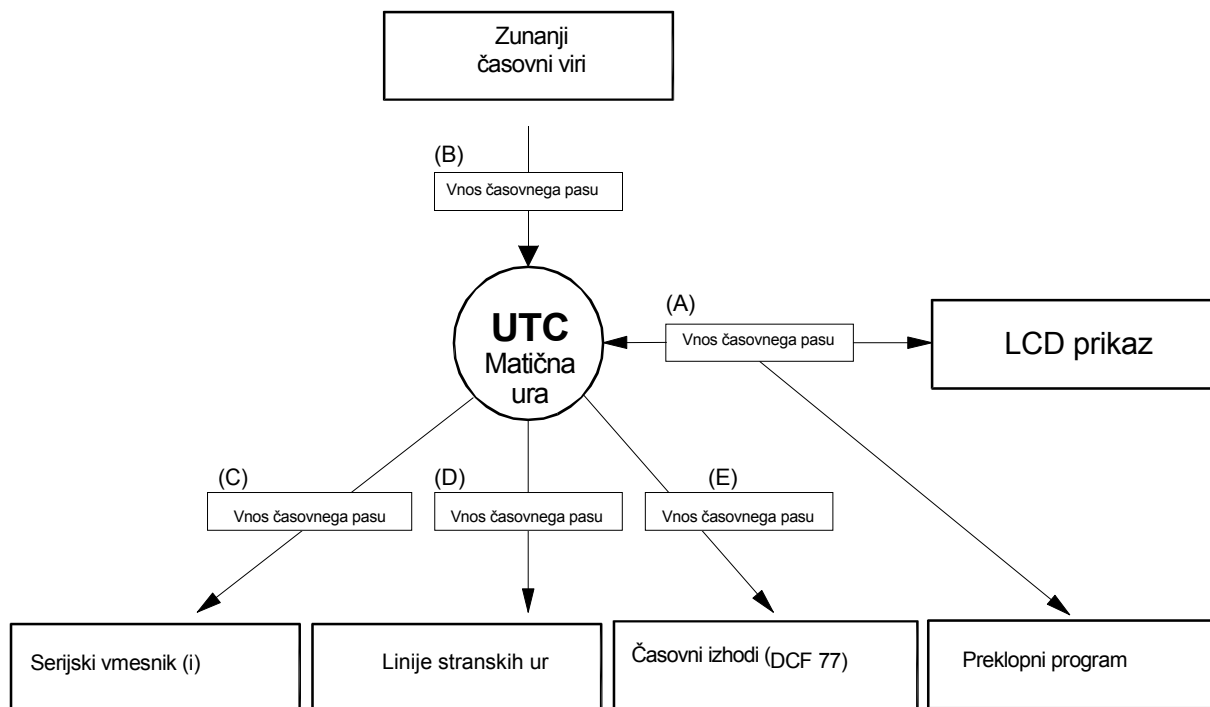 Zunanji
časovni viri
(B)
Vnos časovnega pasu
(A)
UTC
Matična
ura
Vnos časovnega pasu
LCD prikaz
(C)
(D)
(E)
Vnos časovnega pasu
Vnos časovnega pasu
Vnos časovnega pasu
Serijski vmesnik (i)
Linije stranskih ur
Časovni izhodi (DCF 77)
Preklopni program